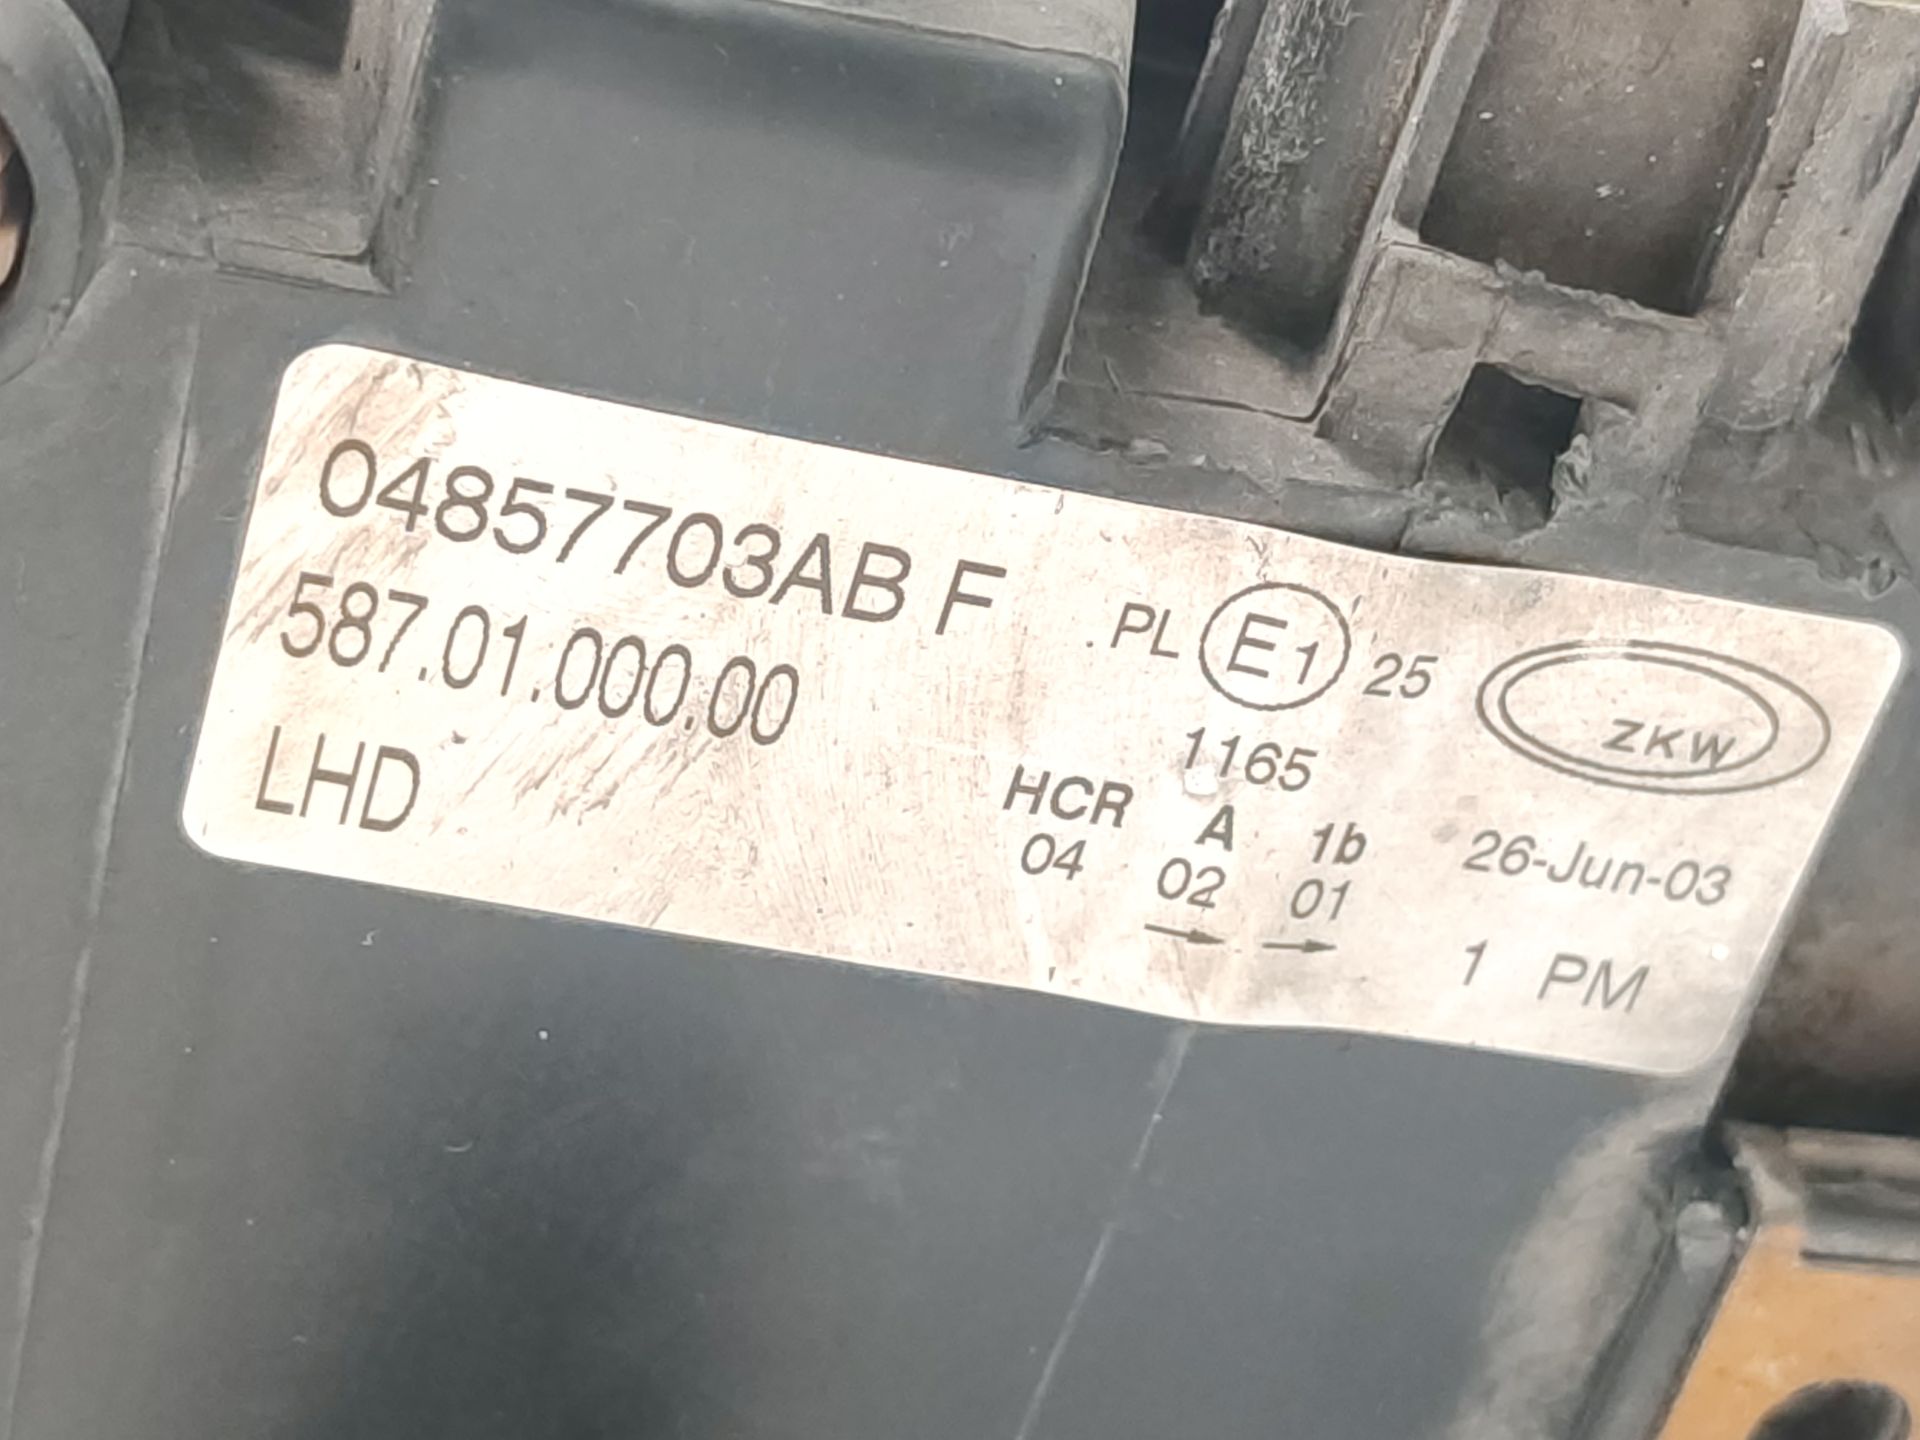 04857703AB F
587.01.000.00
LHD
PL E1 25
1165
HCR A 1b
04 02 01
→ →
ZKW
26-Jun-03
1 PM